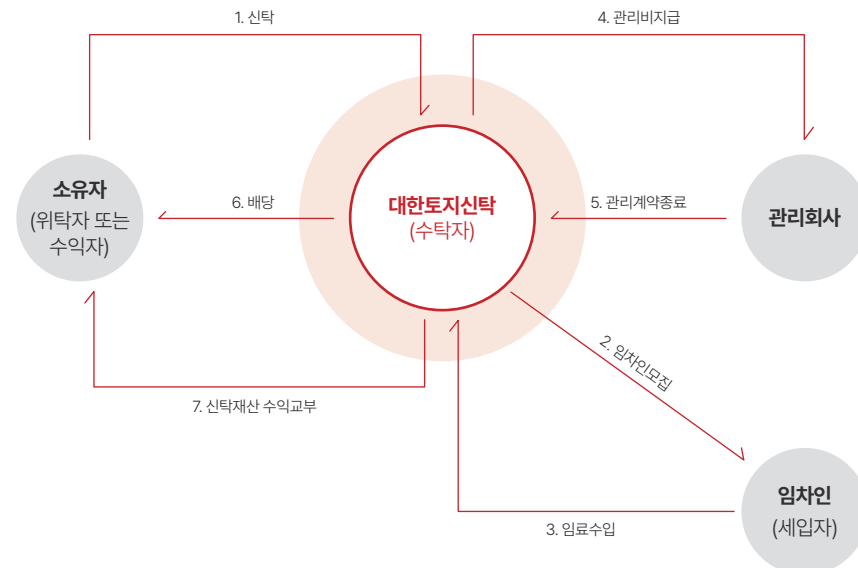 1. 신탁
4. 관리비지급
소유자
(위탁자 또는
수익자)
6. 배당
대한토지신탁
(수탁자)
5. 관리계약종료
관리회사
2. 임차인모집
7. 신탁재산 수익교부
3. 임료수입
임차인
(세입자)